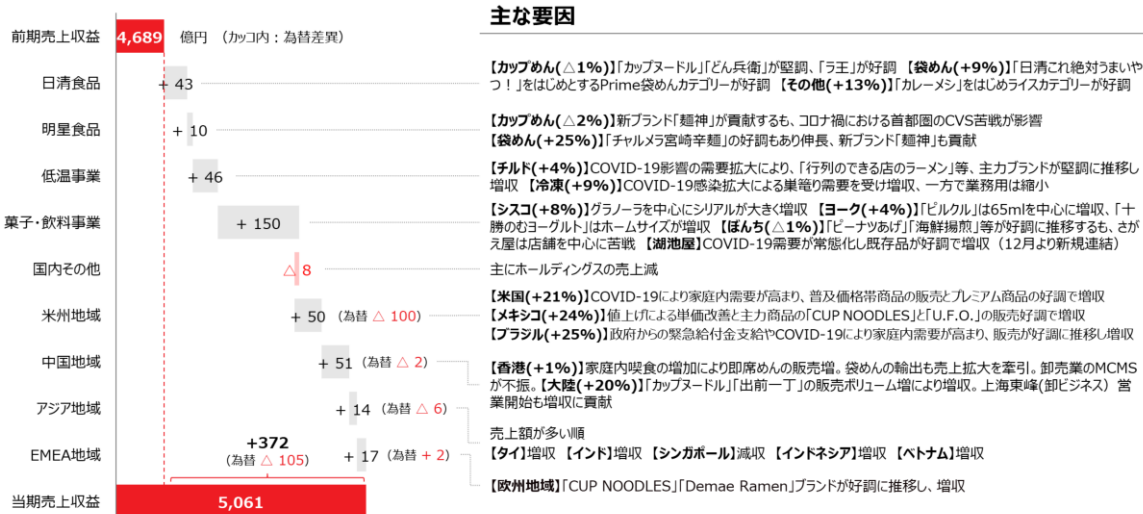 主な要因
前期売上収益 4,689 億円 (カッコ内：為替差異)
日清食品 + 43
【カップめん(△1%)】「カップヌードル」「どん兵衛」が堅調、「ラ王」が好調 【袋めん(+9%)】「日清これ絶対うまいや
つ！」をはじめとするPrime袋めんカテゴリーが好調 【その他(+13%)】「カレーメシ」をはじめライスカテゴリーが好調
明星食品 + 10
【カップめん(△2%)】新ブランド「麺神」が貢献するも、コロナ禍における首都圏のCVS苦戦が影響
【袋めん(+25%)】「チャルメラ宮崎辛麺」の好調もあり伸長、新ブランド「麺神」も貢献
低温事業 + 46
【チルド(+4%)】COVID-19影響の需要拡大により、「行列のできる店のラーメン」等、主力ブランドが堅調に推移し
増収 【冷凍(+9%)】COVID-19感染拡大による巣篭り需要を受け増収、一方で業務用は縮小
菓子・飲料事業 + 150
【シスコ(+8%)】グラノーラを中心にシリアルが大きく増収 【ヨーク(+4%)】「ピルクル」は65mlを中心に増収、「十
勝のむヨーグルト」はホームサイズが増収 【ぼんち(△1%)】「ピーナツあげ」「海鮮揚煎」等が好調に推移するも、さが
え屋は店舗を中心に苦戦 【湖池屋】COVID-19需要が常態化し既存品が好調で増収（12月より新規連結）
国内その他 △ 8
主にホールディングスの売上減
米州地域 + 50 (為替 △ 100)
【米国(+21%)】COVID-19により家庭内需要が高まり、普及価格帯商品の販売とプレミアム商品の好調で増収
【メキシコ(+24%)】値上げによる単価改善と主力商品の「CUP NOODLES」と「U.F.O.」の販売好調で増収
【ブラジル(+25%)】政府からの緊急給付金支給やCOVID-19により家庭内需要が高まり、販売が好調に推移し増収
中国地域 + 51 (為替 △ 2)
【香港(+1%)】家庭内喫食の増加により即席めんの販売増。袋めんの輸出も売上拡大を牽引。卸売業のMCMS
が不振。【大陸(+20%)】「カップヌードル」「出前一丁」の販売ボリューム増により増収。上海東峰(卸ビジネス）営
業開始も増収に貢献
アジア地域 + 14 (為替 △ 6)
売上額が多い順
【タイ】増収 【インド】増収 【シンガポール】減収 【インドネシア】増収 【ベトナム】増収
EMEA地域 + 17 (為替 + 2)
【欧州地域】「CUP NOODLES」「Demae Ramen」ブランドが好調に推移し、増収
+372
(為替 △ 105)
当期売上収益 5,061